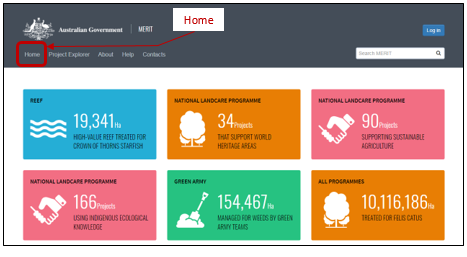 Home
Australian Government
MERIT
Log in
Home
Project Explorer
About
Help
Contacts
Search MERIT
REEF
19,341 Ha
HIGH-VALUE REEF TREATED FOR
CROWN OF THORNS STARFISH
NATIONAL LANDCARE PROGRAMME
34 Projects
THAT SUPPORT WORLD
HERITAGE AREAS
NATIONAL LANDCARE PROGRAMME
90 Projects
SUPPORTING SUSTAINABLE
AGRICULTURE
NATIONAL LANDCARE PROGRAMME
166 Projects
USING INDIGENOUS ECOLOGICAL
KNOWLEDGE
GREEN ARMY
154,467 Ha
MANAGED FOR WEEDS BY GREEN
ARMY TEAMS
ALL PROGRAMMES
10,116,186 Ha
TREATED FOR FELIS CATUS